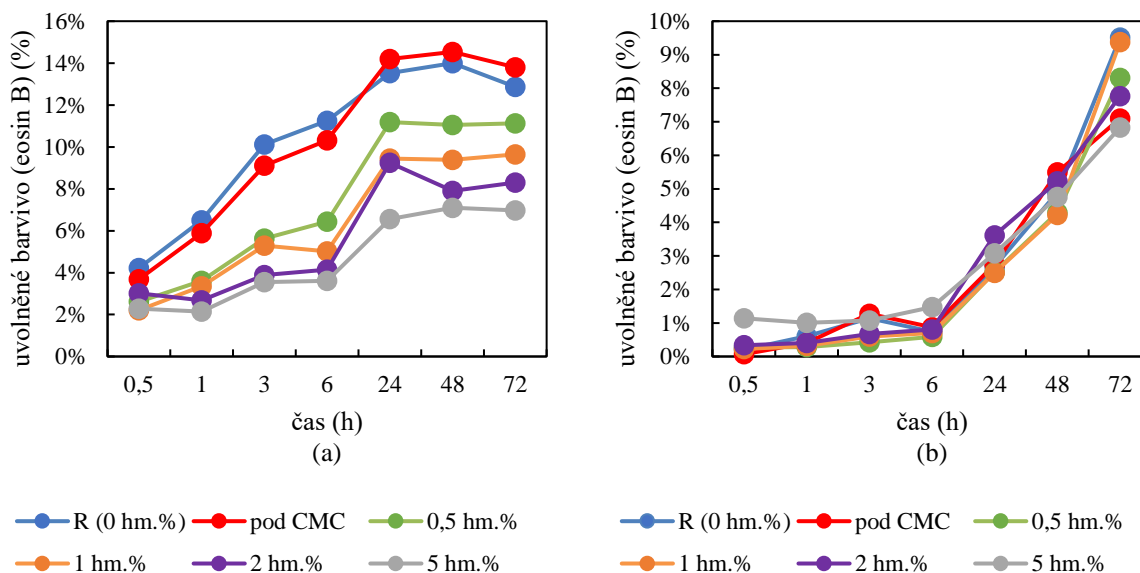 uvolněné barvivo (eosin B) (%)
16%
14%
12%
10%
8%
6%
4%
2%
0%
0,5 1 3 6 24 48 72
čas (h)
(a)
R (0 hm.%) pod CMC 0,5 hm.%
1 hm.% 2 hm.% 5 hm.%
uvolněné barvivo (eosin B) (%)
10%
9%
8%
7%
6%
5%
4%
3%
2%
1%
0%
0,5 1 3 6 24 48 72
čas (h)
(b)
R (0 hm.%) pod CMC 0,5 hm.%
1 hm.% 2 hm.% 5 hm.%